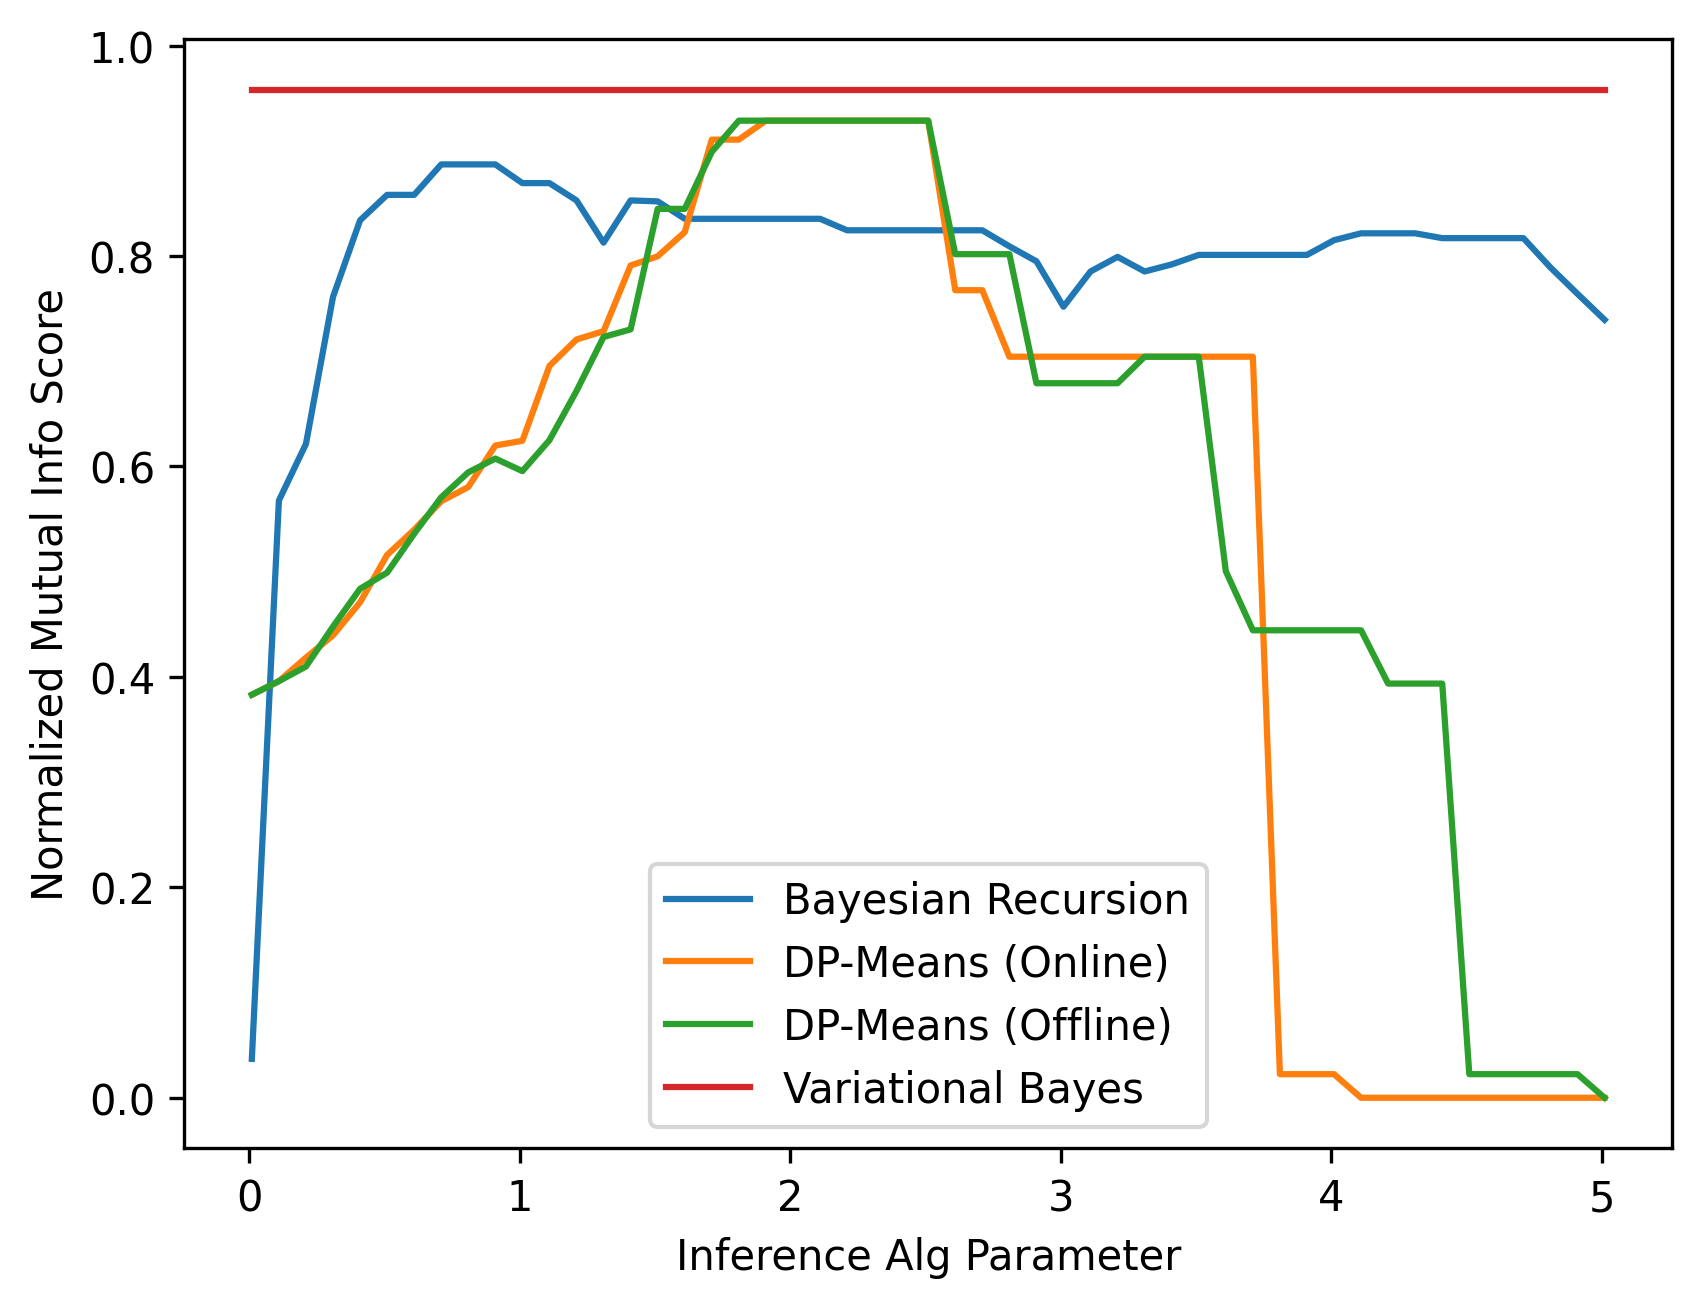 Normalized Mutual Info Score
1.0
0.8
0.6
0.4
0.2
0.0
Bayesian Recursion
DP-Means (Online)
DP-Means (Offline)
Variational Bayes
0 1 2 3 4 5
Inference Alg Parameter